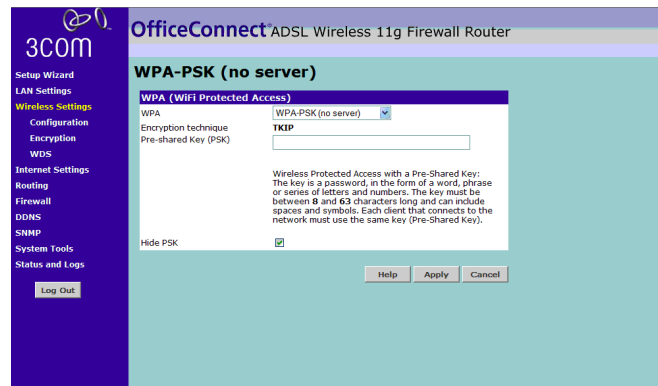 3COM
OfficeConnect® ADSL Wireless 11g Firewall Router
Setup Wizard
LAN Settings
Wireless Settings
Configuration
Encryption
WDS
Internet Settings
Routing
Firewall
DDNS
SNMP
System Tools
Status and Logs
Log Out
WPA-PSK (no server)
WPA (WiFi Protected Access)
WPA WPA-PSK (no server)
Encryption technique TKIP
Pre-shared Key (PSK)
Wireless Protected Access with a Pre-Shared Key:
The key is a password, in the form of a word, phrase
or series of letters and numbers. The key must be
between 8 and 63 characters long and can include
spaces and symbols. Each client that connects to the
network must use the same key (Pre-Shared Key).
Hide PSK
Help Apply Cancel